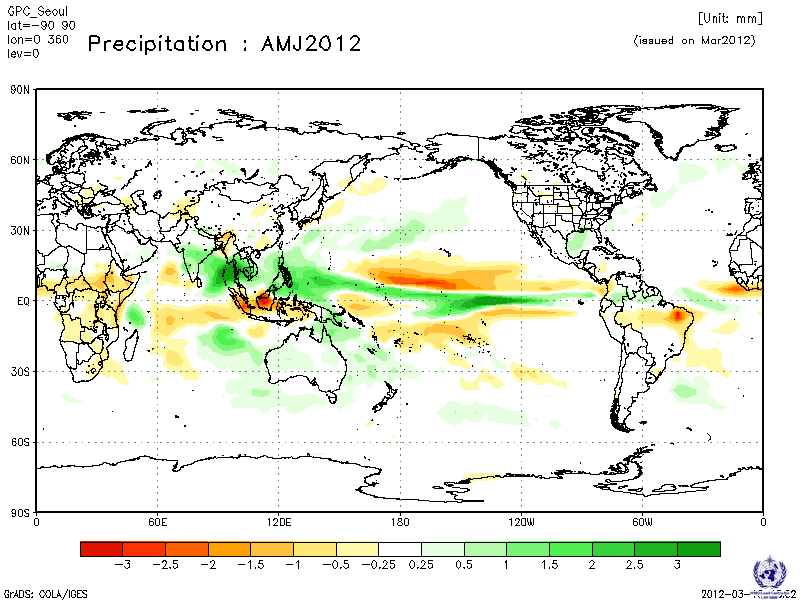 GPC_Seoul
lat=-90 90
lon=0 360
lev=0
Precipitation : AMJ2012
[Unit: mm]
(issued on Mar2012)
90N
60N
30N
EQ
30S
60S
90S
0 60E 120E 180 120W 60W 0
-3 -2.5 -2 -1.5 -1 -0.5 -0.25 0.25 0.5 1 1.5 2 2.5 3
GrADS: COLA/IGES
2012-03-